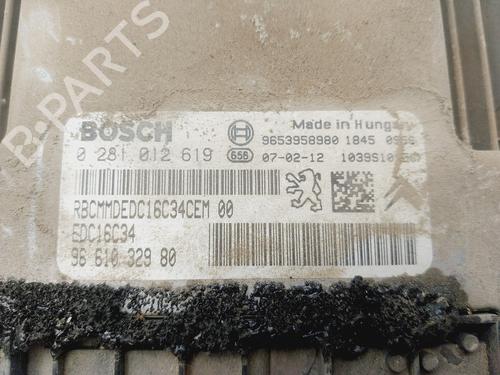 BOSCH
Made in Hungary
9653958980 1845
0 281 012 619
656
07-02-12
RBCMMDEDC16C34CEM 00
EDC16C34
96 610 329 80